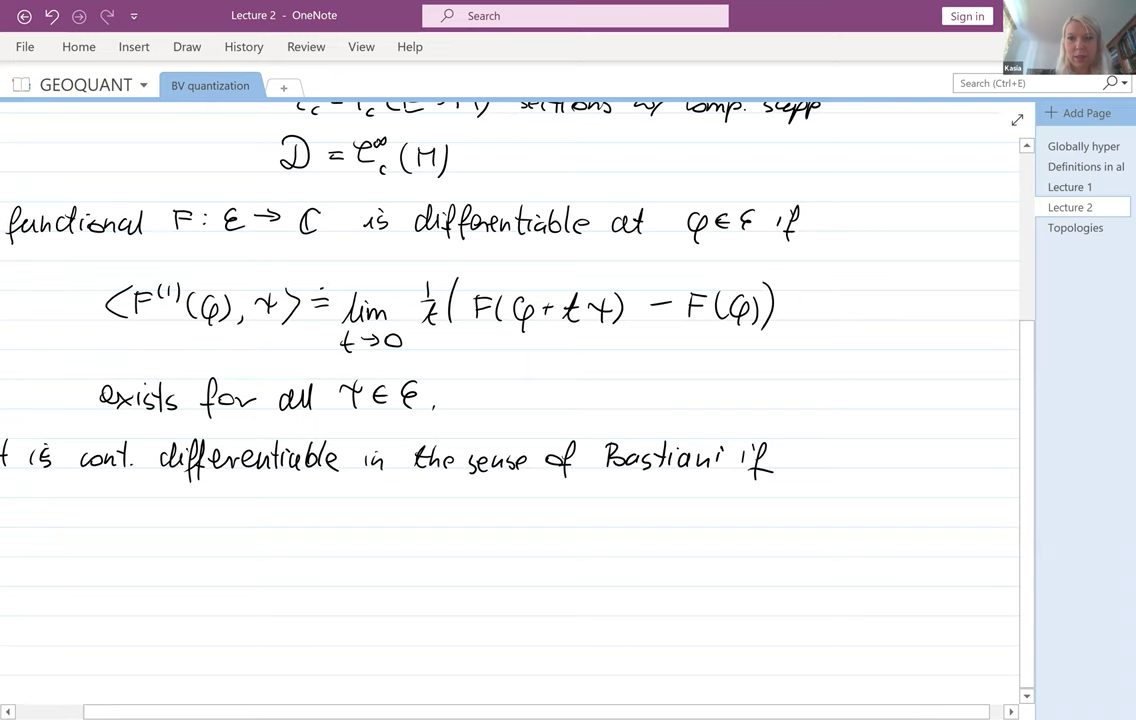 Lecture 2 - OneNote
Search
Sign in
File Home Insert Draw History Review View Help
Kasia
GEOQUANT
BV quantization
Search (Ctrl+E)
Add Page
Globally hyper
Definitions in al
Lecture 1
Lecture 2
Topologies
sections w/ comp. supp
𝒟 = 𝒞_c^∞ (M)
functional F: ℰ → ℂ is differentiable at φ ∈ ℰ if
⟨F^(1)(φ), ψ⟩ ≐ lim_{t→0} 1/t ( F(φ + tψ) − F(φ))
exists for all ψ ∈ ℰ.
is cont. differentiable in the sense of Bastiani if